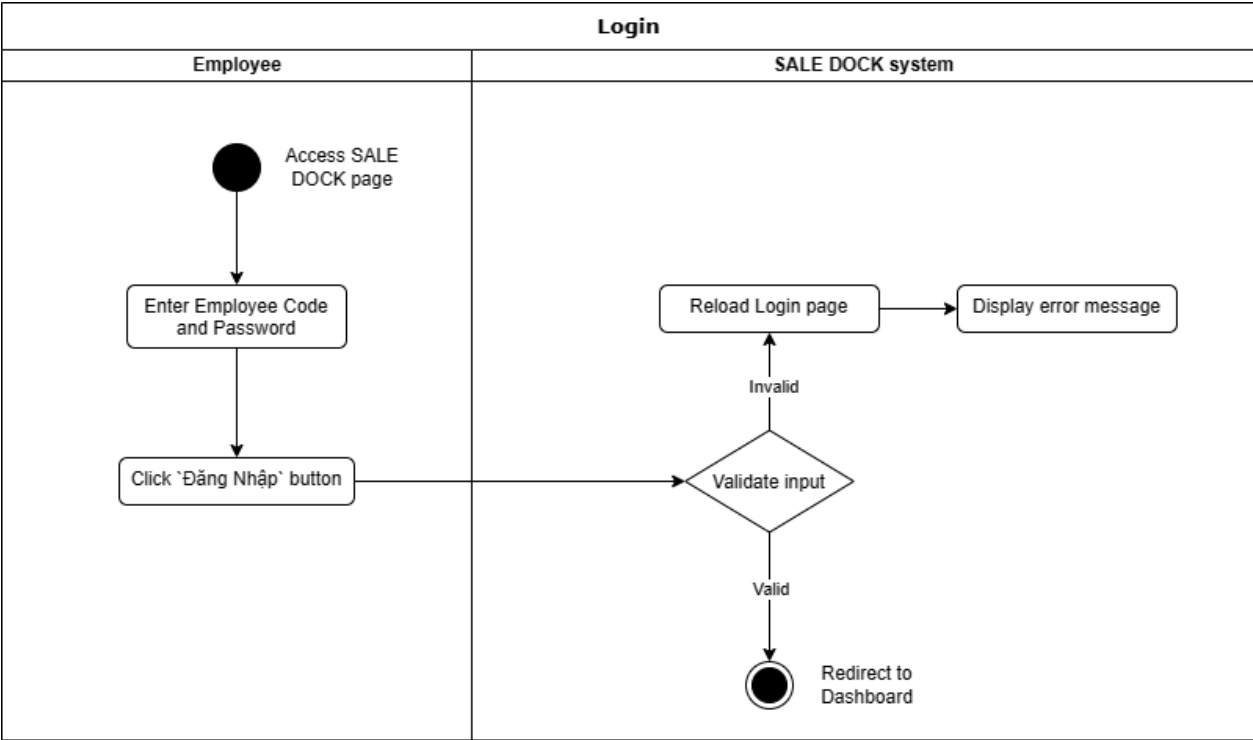 Login
Employee
SALE DOCK system
Access SALE
DOCK page
Enter Employee Code
and Password
Reload Login page
Display error message
Invalid
Click `Đăng Nhập` button
Validate input
Valid
Redirect to
Dashboard